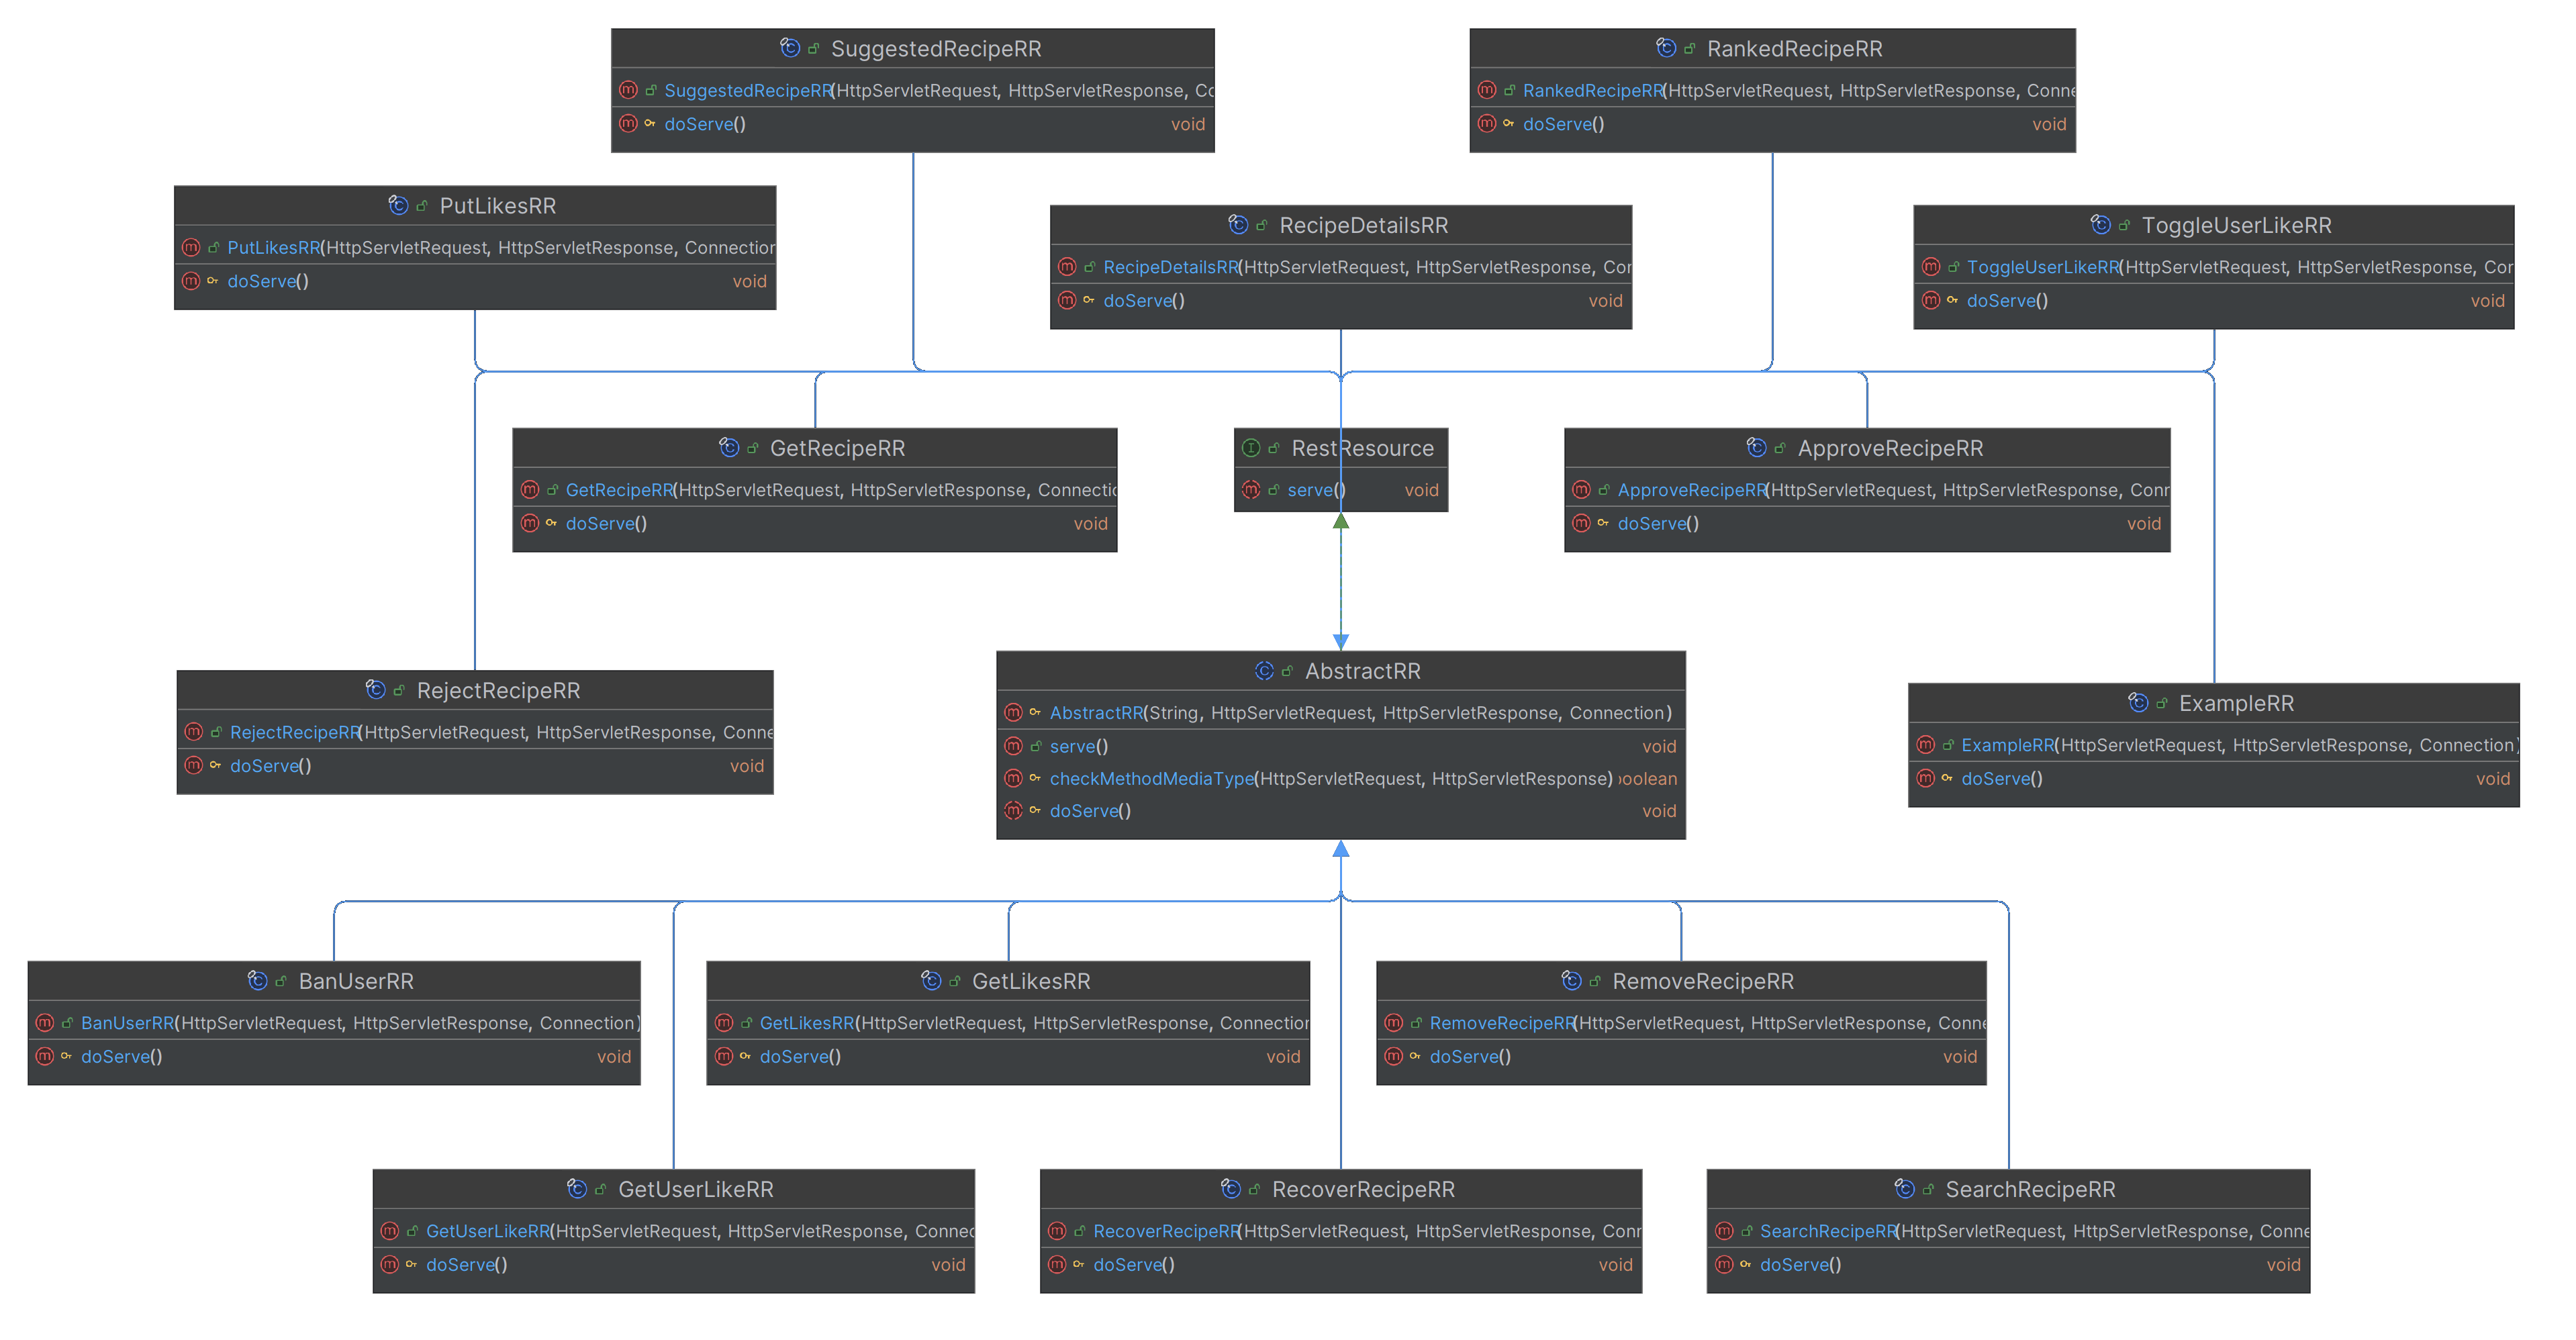 SuggestedRecipeRR
SuggestedRecipeRR(HttpServletRequest, HttpServletResponse, Cc
doServe() void
RankedRecipeRR
RankedRecipeRR(HttpServletRequest, HttpServletResponse, Conne
doServe() void
PutLikesRR
PutLikesRR(HttpServletRequest, HttpServletResponse, Connection
doServe() void
RecipeDetailsRR
RecipeDetailsRR(HttpServletRequest, HttpServletResponse, Cor
doServe() void
ToggleUserLikeRR
ToggleUserLikeRR(HttpServletRequest, HttpServletResponse, Cor
doServe() void
GetRecipeRR
GetRecipeRR(HttpServletRequest, HttpServletResponse, Connectic
doServe() void
RestResource
serve() void
ApproveRecipeRR
ApproveRecipeRR(HttpServletRequest, HttpServletResponse, Conr
doServe() void
RejectRecipeRR
RejectRecipeRR(HttpServletRequest, HttpServletResponse, Conne
doServe() void
AbstractRR
AbstractRR(String, HttpServletRequest, HttpServletResponse, Connection)
serve() void
checkMethodMediaType(HttpServletRequest, HttpServletResponse) boolean
doServe() void
ExampleRR
ExampleRR(HttpServletRequest, HttpServletResponse, Connection)
doServe() void
BanUserRR
BanUserRR(HttpServletRequest, HttpServletResponse, Connection)
doServe() void
GetLikesRR
GetLikesRR(HttpServletRequest, HttpServletResponse, Connection
doServe() void
RemoveRecipeRR
RemoveRecipeRR(HttpServletRequest, HttpServletResponse, Conne
doServe() void
GetUserLikeRR
GetUserLikeRR(HttpServletRequest, HttpServletResponse, Connec
doServe() void
RecoverRecipeRR
RecoverRecipeRR(HttpServletRequest, HttpServletResponse, Conr
doServe() void
SearchRecipeRR
SearchRecipeRR(HttpServletRequest, HttpServletResponse, Conne
doServe() void